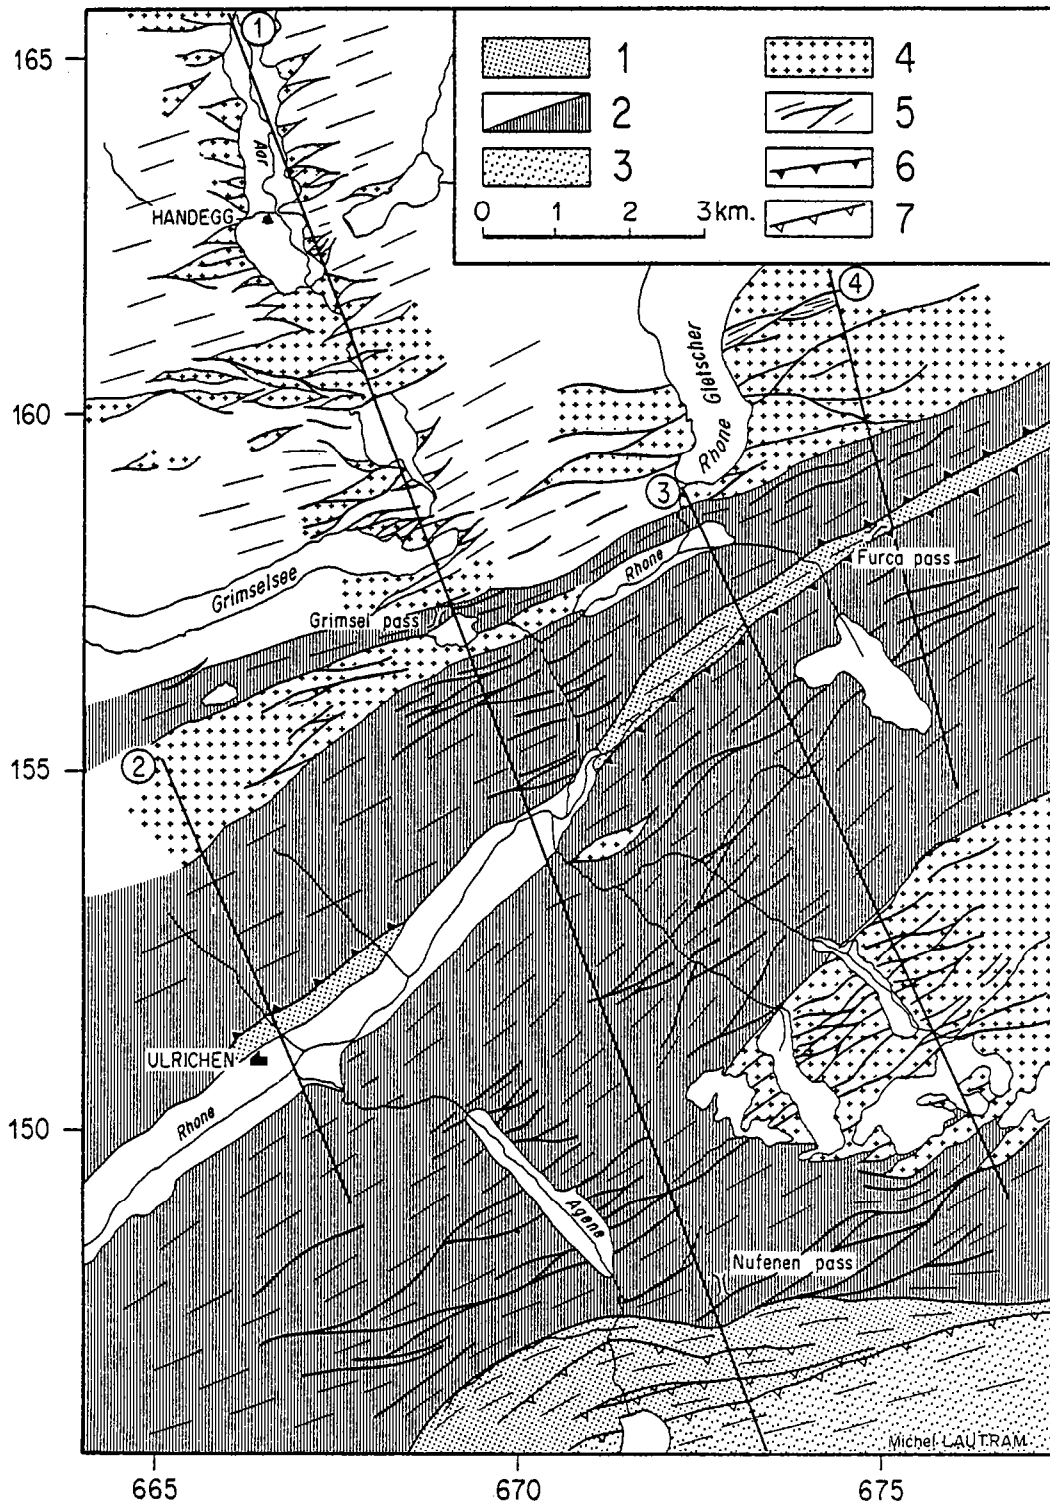 1
165
1
4
2
5
3
6
0 1 2 3 km.
7
Aar
HANDEGG
4
Rhone Gletscher
160
3
Furca pass
Rhone
Grimselsee
Grimsel pass
2
155
ULRICHEN
150
Rhone
Agene
Nufenen pass
Michel LAUTRAM
665
670
675